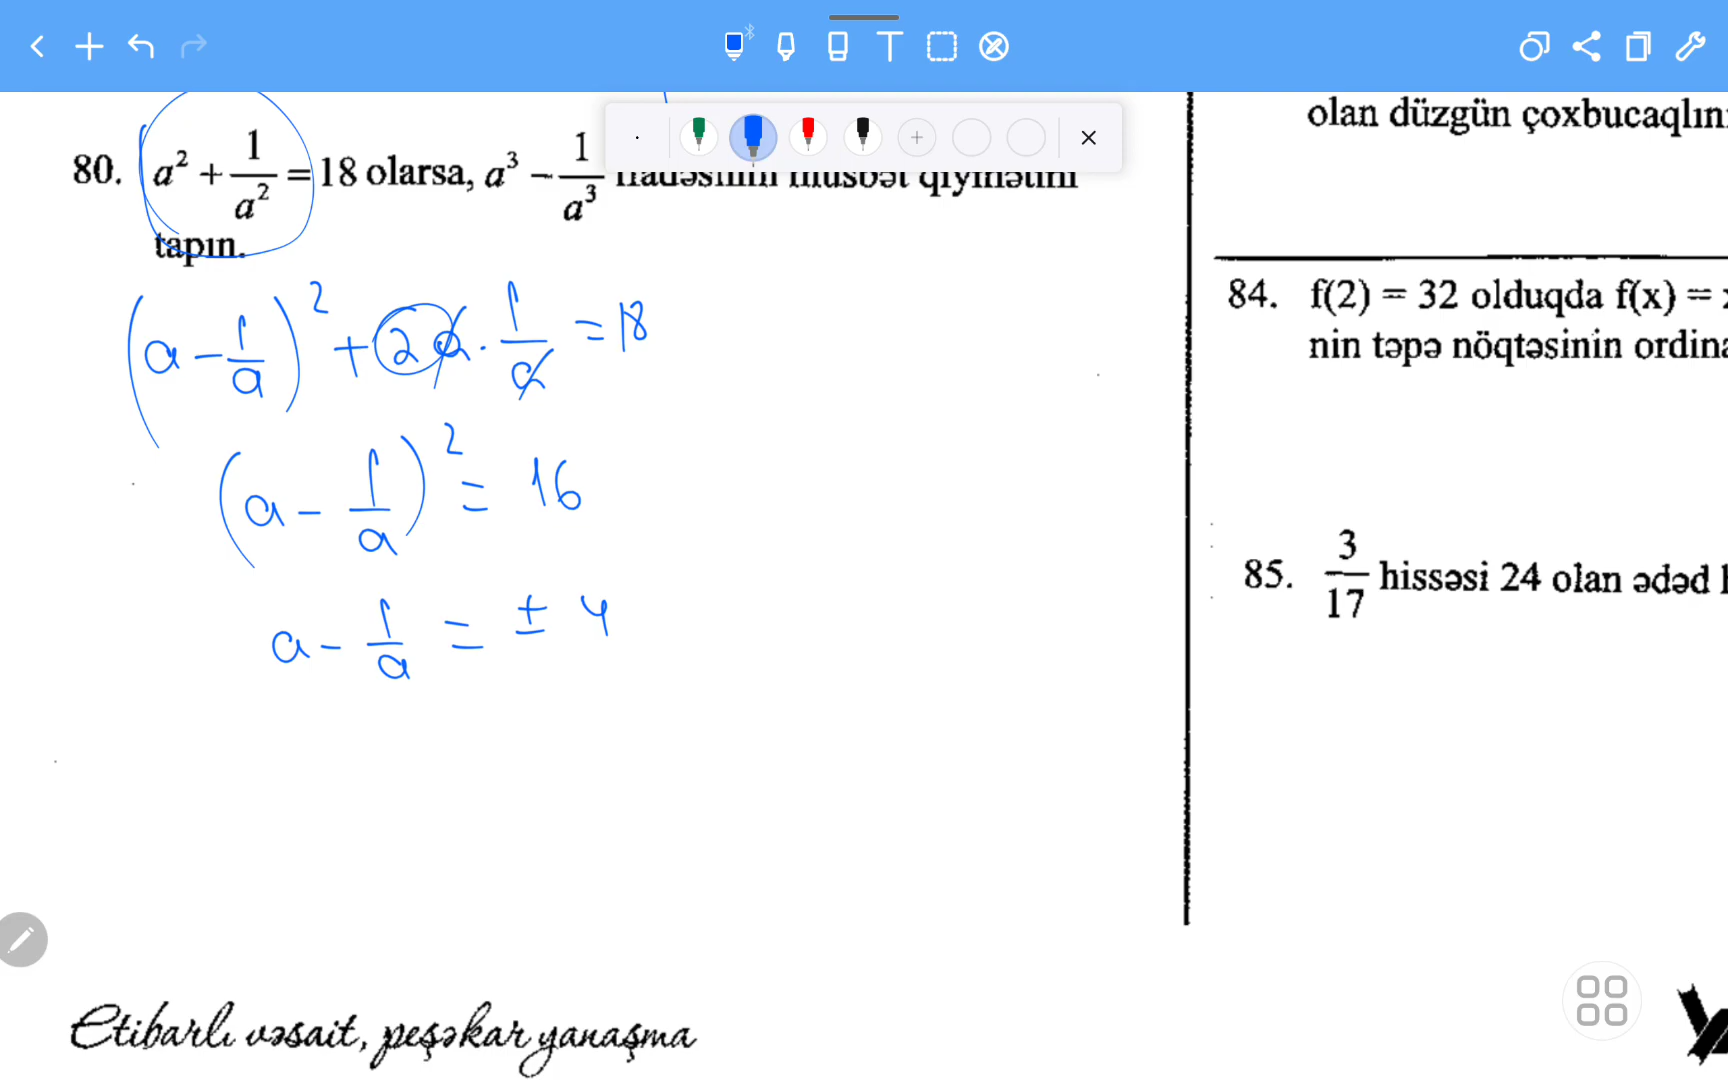 80. a² + 1/a² = 18 olarsa, a³ − 1/a³ ifadəsinin müsbət qiymətini
tapın.
(a − 1/a)² + 2a · 1/a = 18
(a − 1/a)² = 16
a − 1/a = ± 4
olan düzgün çoxbucaqlın
84. f(2) = 32 olduqda f(x) =
nin təpə nöqtəsinin ordina
85. 3/17 hissəsi 24 olan ədəd
Etibarlı vəsait, peşəkar yanaşma